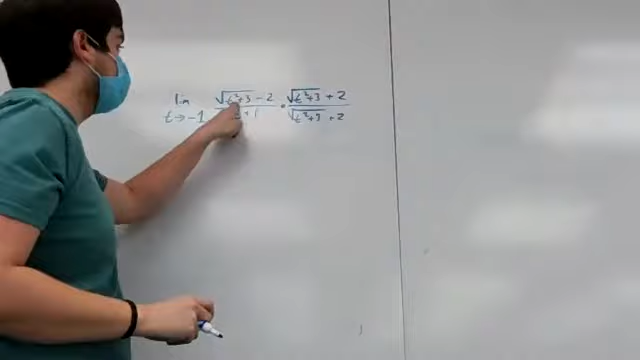 lim t→-1 (√(t²+3) - 2)/(t+1) • (√(t²+3) + 2)/(√(t²+3) + 2)